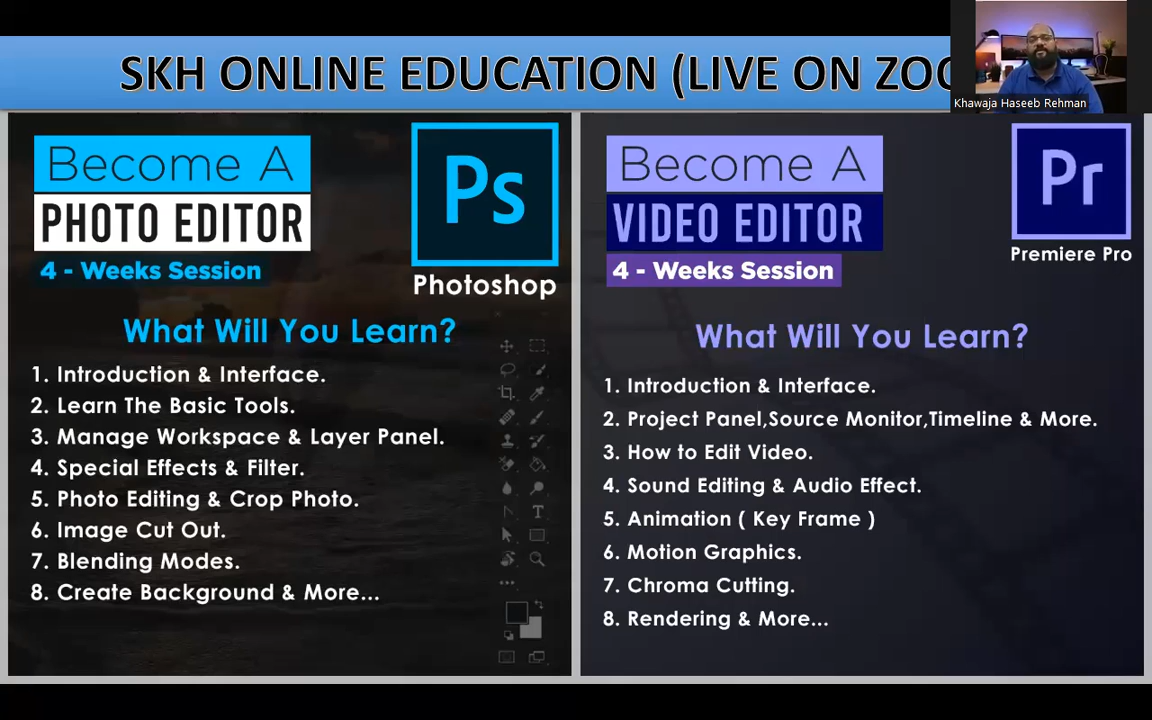 SKH ONLINE EDUCATION (LIVE ON
Khawaja Haseeb Rehman
Become A
PHOTO EDITOR
4 - Weeks Session
Ps
Photoshop
What Will You Learn?
1. Introduction & Interface.
2. Learn The Basic Tools.
3. Manage Workspace & Layer Panel.
4. Special Effects & Filter.
5. Photo Editing & Crop Photo.
6. Image Cut Out.
7. Blending Modes.
8. Create Background & More...
Become A
VIDEO EDITOR
4 - Weeks Session
Pr
Premiere Pro
What Will You Learn?
1. Introduction & Interface.
2. Project Panel,Source Monitor,Timeline & More.
3. How to Edit Video.
4. Sound Editing & Audio Effect.
5. Animation ( Key Frame )
6. Motion Graphics.
7. Chroma Cutting.
8. Rendering & More...